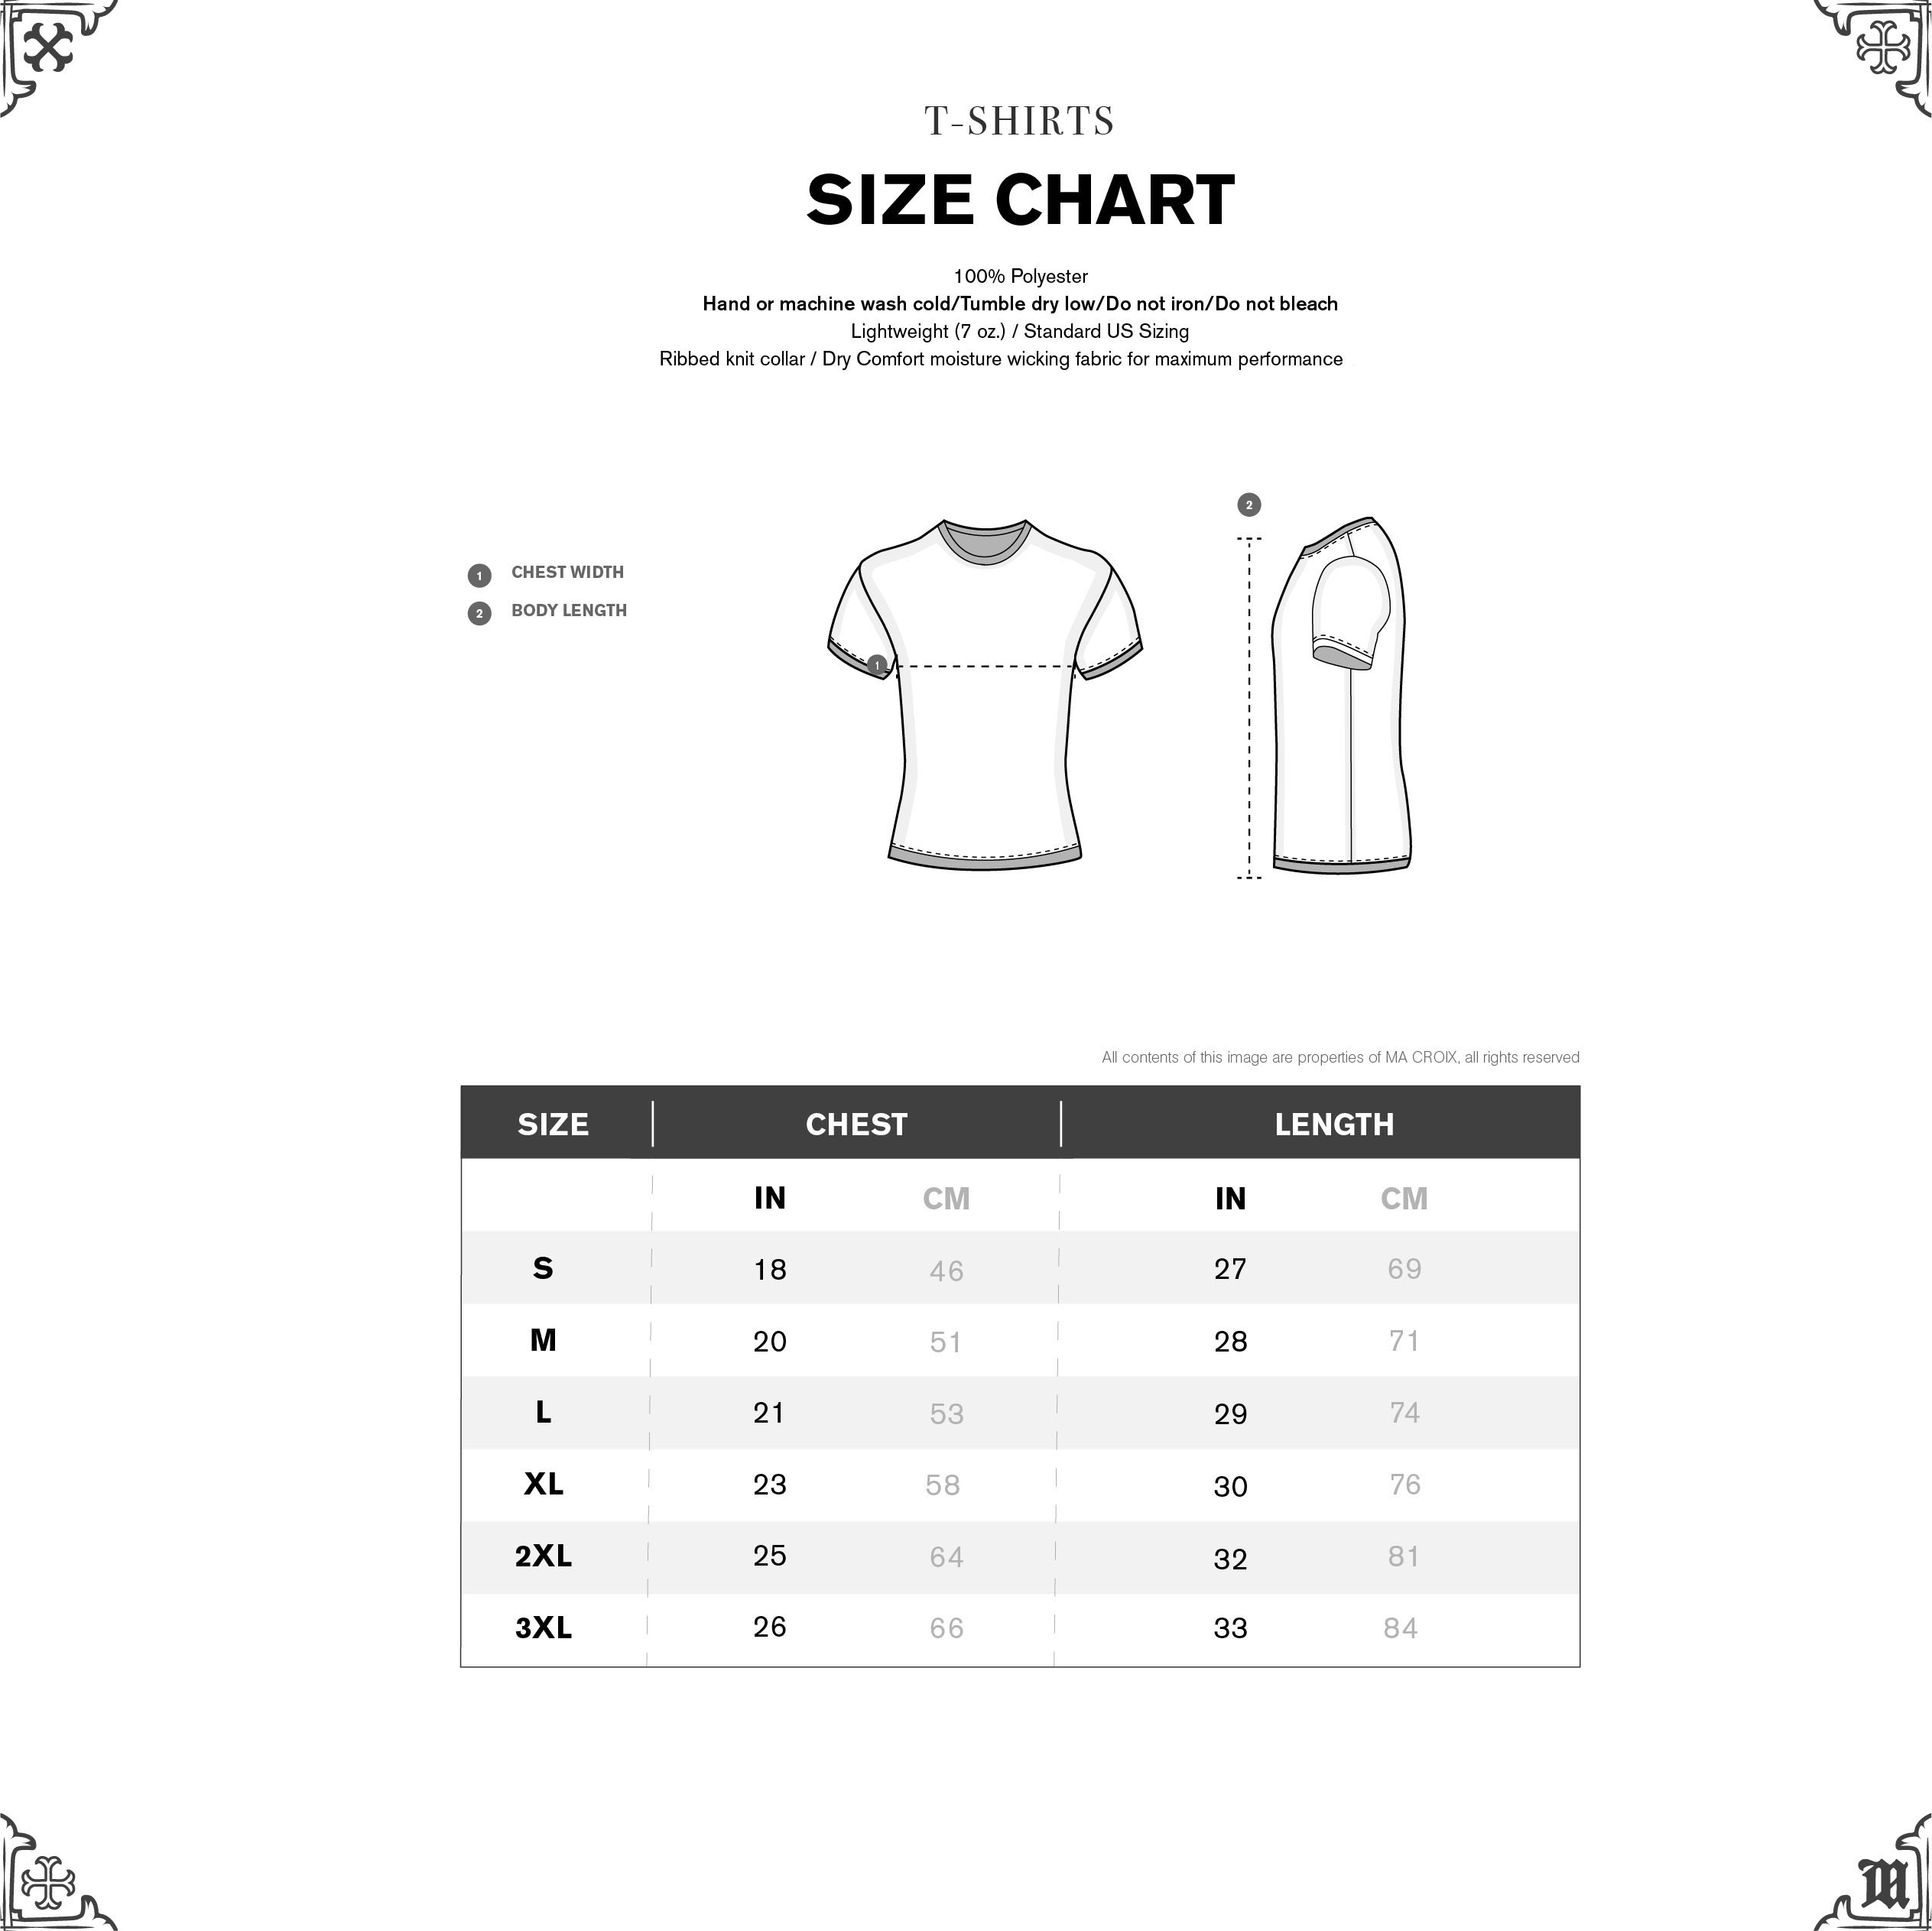 T-SHIRTS
SIZE CHART
100% Polyester
Hand or machine wash cold/Tumble dry low/Do not iron/Do not bleach
Lightweight (7 oz.) / Standard US Sizing
Ribbed knit collar / Dry Comfort moisture wicking fabric for maximum performance
2
1 CHEST WIDTH
2 BODY LENGTH
1
All contents of this image are properties of MA CROIX, all rights reserved
SIZE CHEST LENGTH
IN CM IN CM
S 18 46 27 69
M 20 51 28 71
L 21 53 29 74
XL 23 58 30 76
2XL 25 64 32 81
3XL 26 66 33 84
M